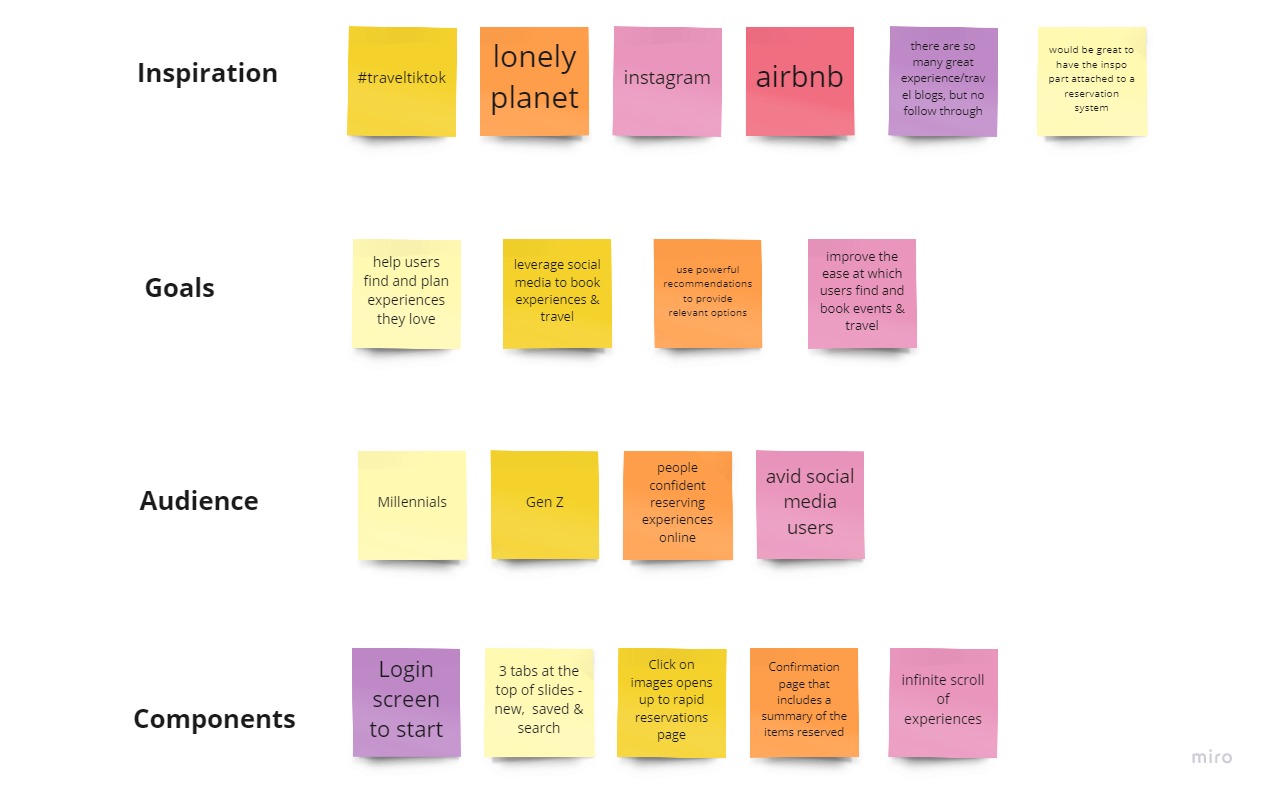 Inspiration
#traveltiktok
lonely
planet
instagram
airbnb
there are so
many great
experience/trav
el blogs, but no
follow through
would be great to
have the inspo
part attached to a
reservation
system
Goals
help users
find and plan
experiences
they love
leverage social
media to book
experiences &
travel
use powerful
recommendations
to provide
relevant options
improve the
ease at which
users find and
book events &
travel
Audience
Millennials
Gen Z
people
confident
reserving
experiences
online
avid social
media
users
Components
Login
screen
to start
3 tabs at the
top of slides -
new, saved &
search
Click on
images opens
up to rapid
reservations
page
Confirmation
page that
includes a
summary of the
items reserved
infinite scroll
of
experiences
miro